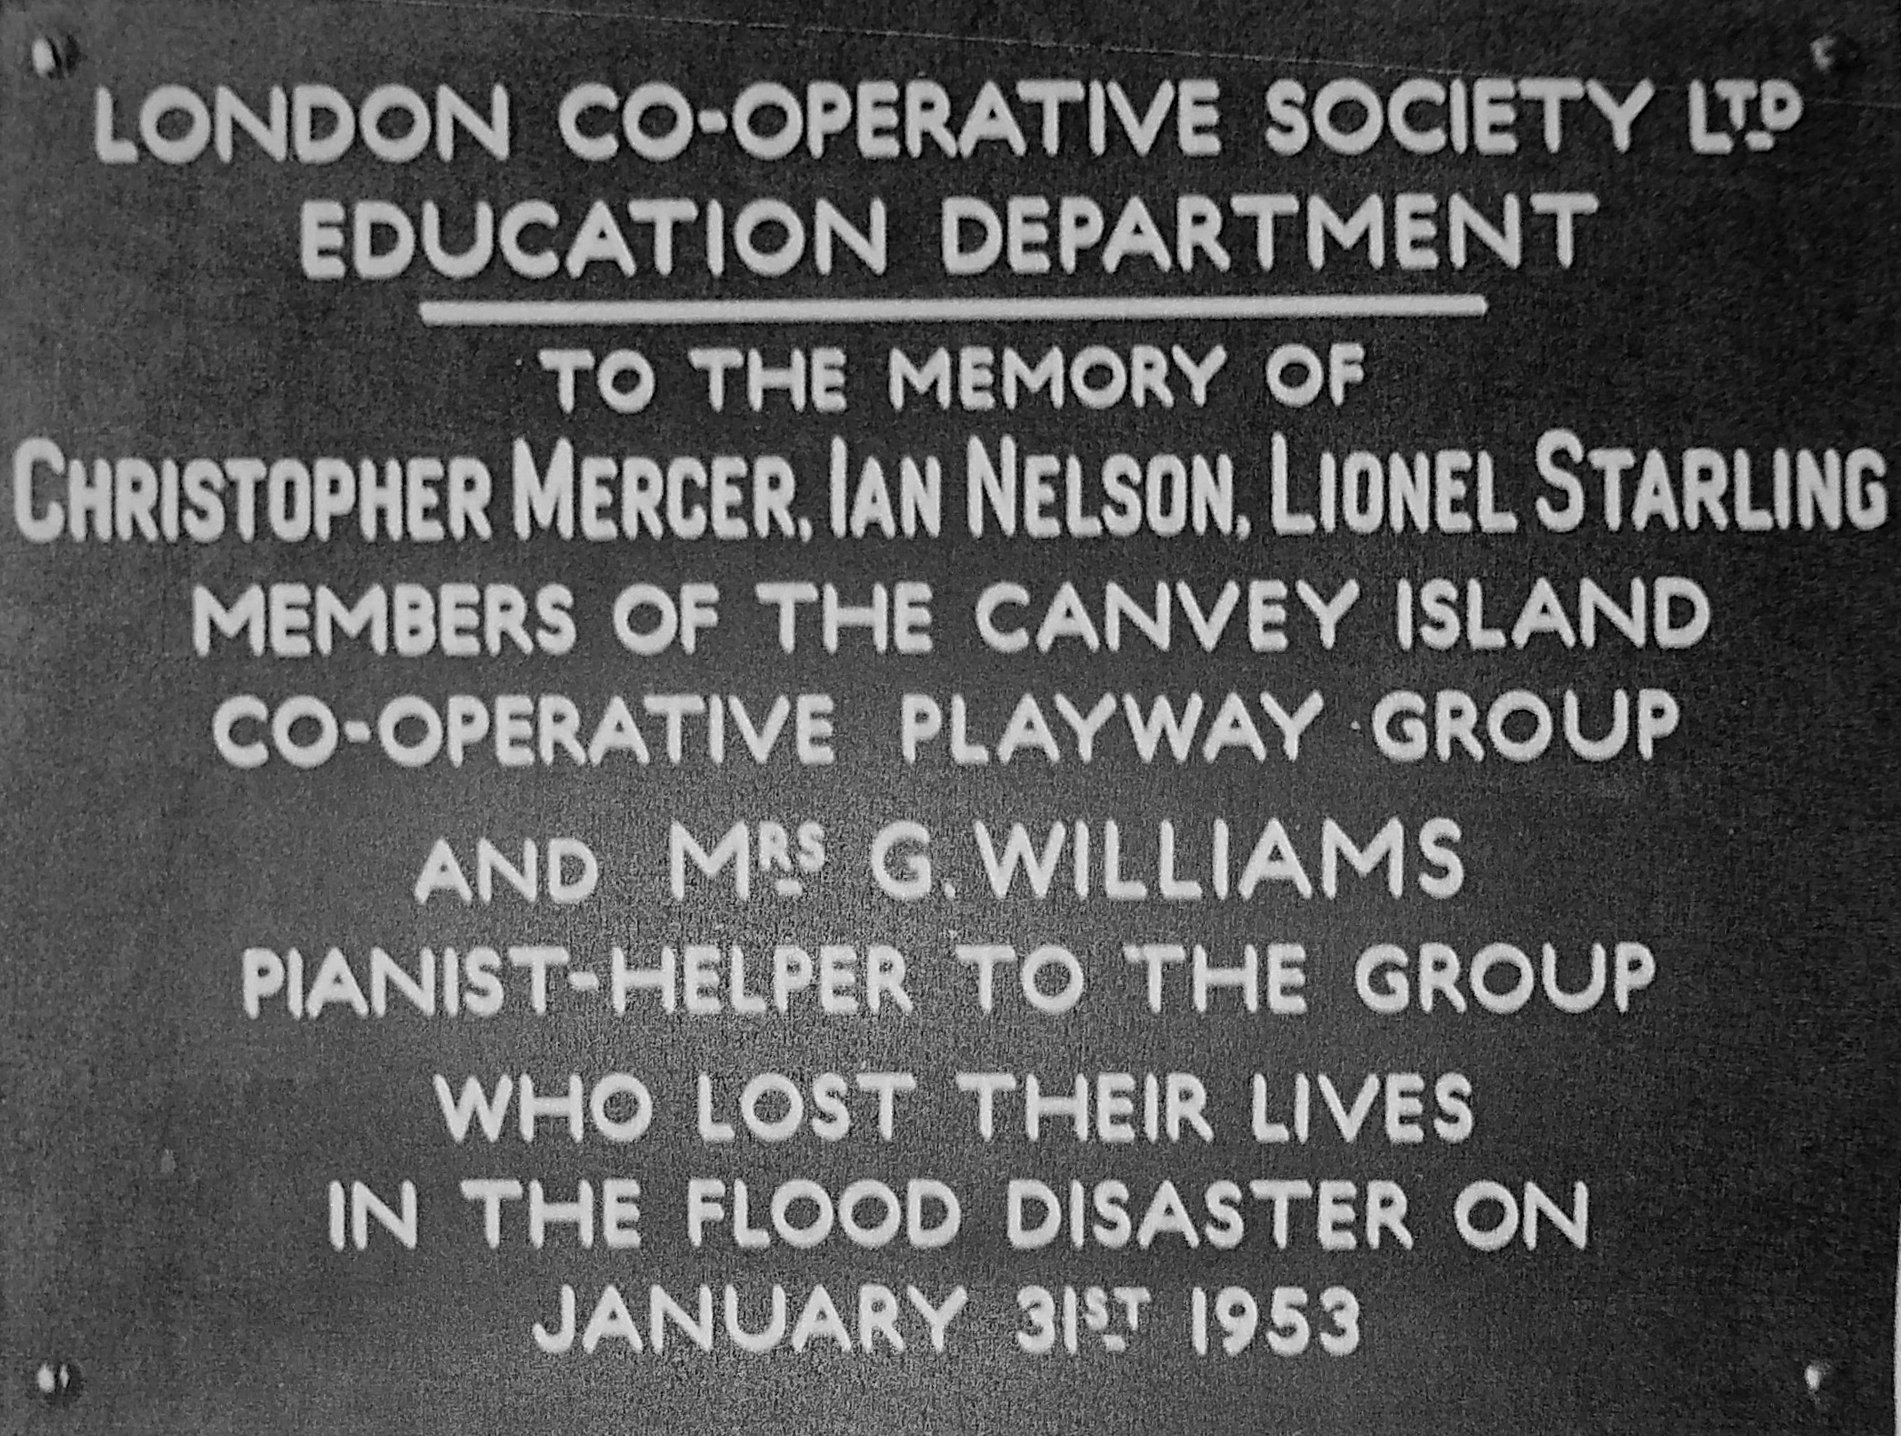 LONDON CO-OPERATIVE SOCIETY LTD
EDUCATION DEPARTMENT
TO THE MEMORY OF
CHRISTOPHER MERCER, IAN NELSON, LIONEL STARLING
MEMBERS OF THE CANVEY ISLAND
CO-OPERATIVE PLAYWAY GROUP
AND MRS G. WILLIAMS
PIANIST-HELPER TO THE GROUP
WHO LOST THEIR LIVES
IN THE FLOOD DISASTER ON
JANUARY 31ST 1953